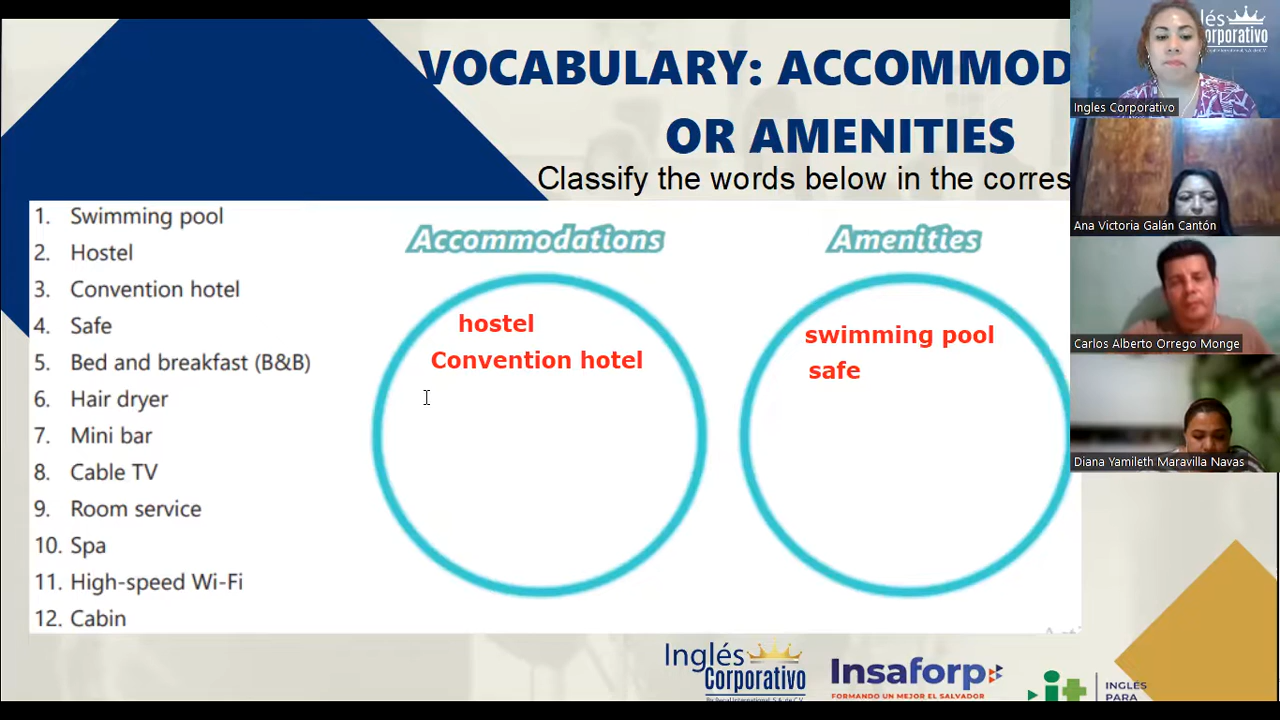 VOCABULARY: ACCOMMOD
OR AMENITIES
Classify the words below in the corres
1. Swimming pool
2. Hostel
3. Convention hotel
4. Safe
5. Bed and breakfast (B&B)
6. Hair dryer
7. Mini bar
8. Cable TV
9. Room service
10. Spa
11. High-speed Wi-Fi
12. Cabin
Accommodations
hostel
Convention hotel
Amenities
swimming pool
safe
Inglés
Corporativo
Insaforp
FORMANDO UN MEJOR EL SALVADOR
it
INGLÉS
PARA
lés
orporativo
Ingles Corporativo
Ana Victoria Galán Cantón
Carlos Alberto Orrego Monge
Diana Yamileth Maravilla Navas